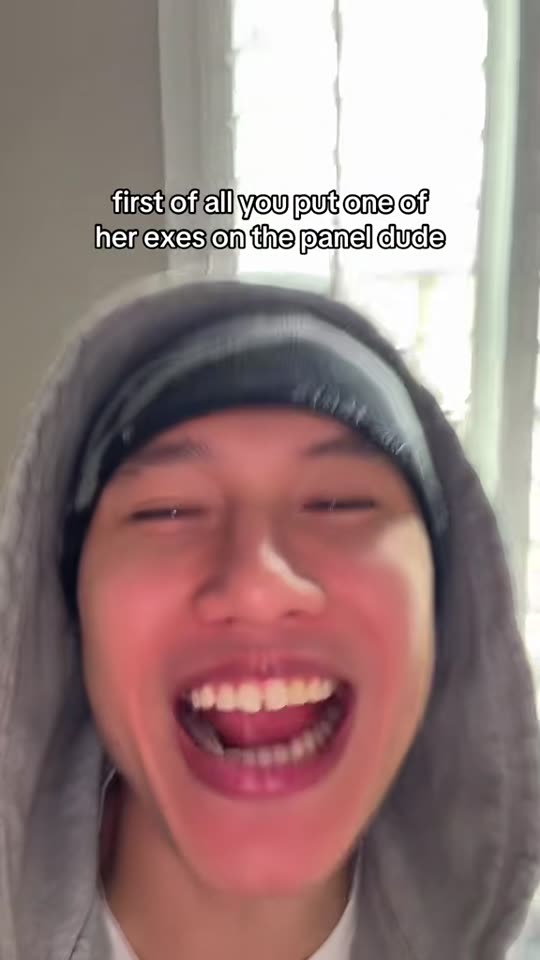 first of all you put one of
her exes on the panel dude